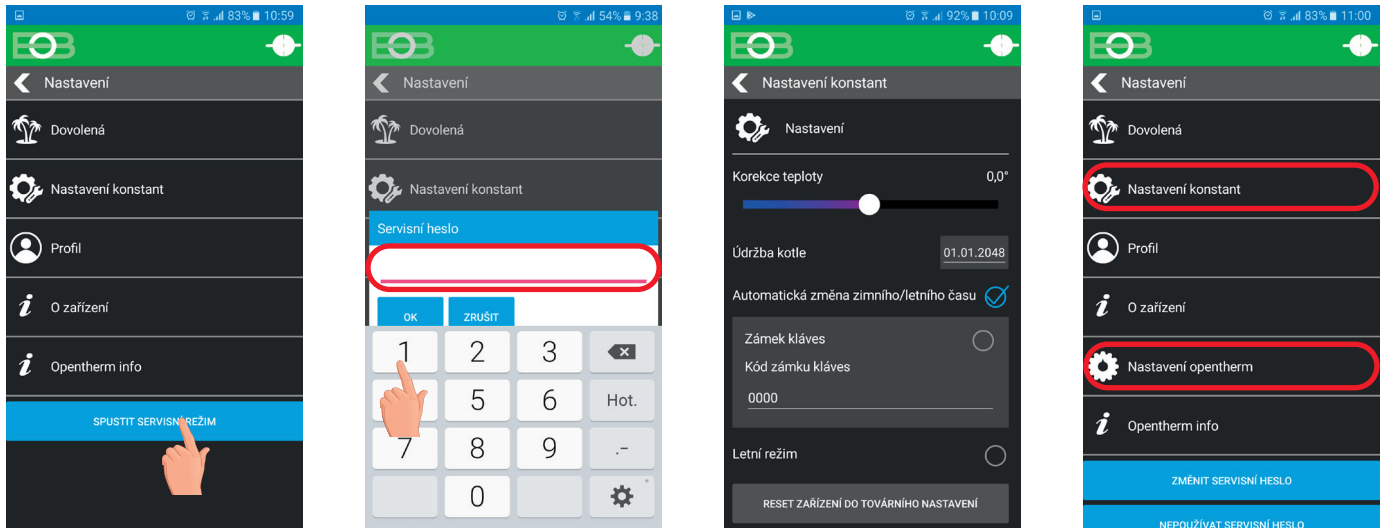 83% 10:59
EOB
Nastavení
Dovolená
Nastavení konstant
Profil
i O zařízení
i Opentherm info
SPUSTIT SERVISNÍ REŽIM
54% 9:38
EOB
Nastavení
Dovolená
Nastavení konstant
Servisní heslo
OK ZRUŠIT
1 2 3
5 6 Hot.
7 8 9 .-
0
92% 10:09
EOB
Nastavení konstant
Nastavení
Korekce teploty 0,0°
Údržba kotle 01.01.2048
Automatická změna zimního/letního času
Zámek kláves
Kód zámku kláves
0000
Letní režim
RESET ZAŘÍZENÍ DO TOVÁRNÍHO NASTAVENÍ
83% 11:00
EOB
Nastavení
Dovolená
Nastavení konstant
Profil
i O zařízení
Nastavení opentherm
i Opentherm info
ZMĚNIT SERVISNÍ HESLO
NEPOUŽÍVAT SERVISNÍ HESLO